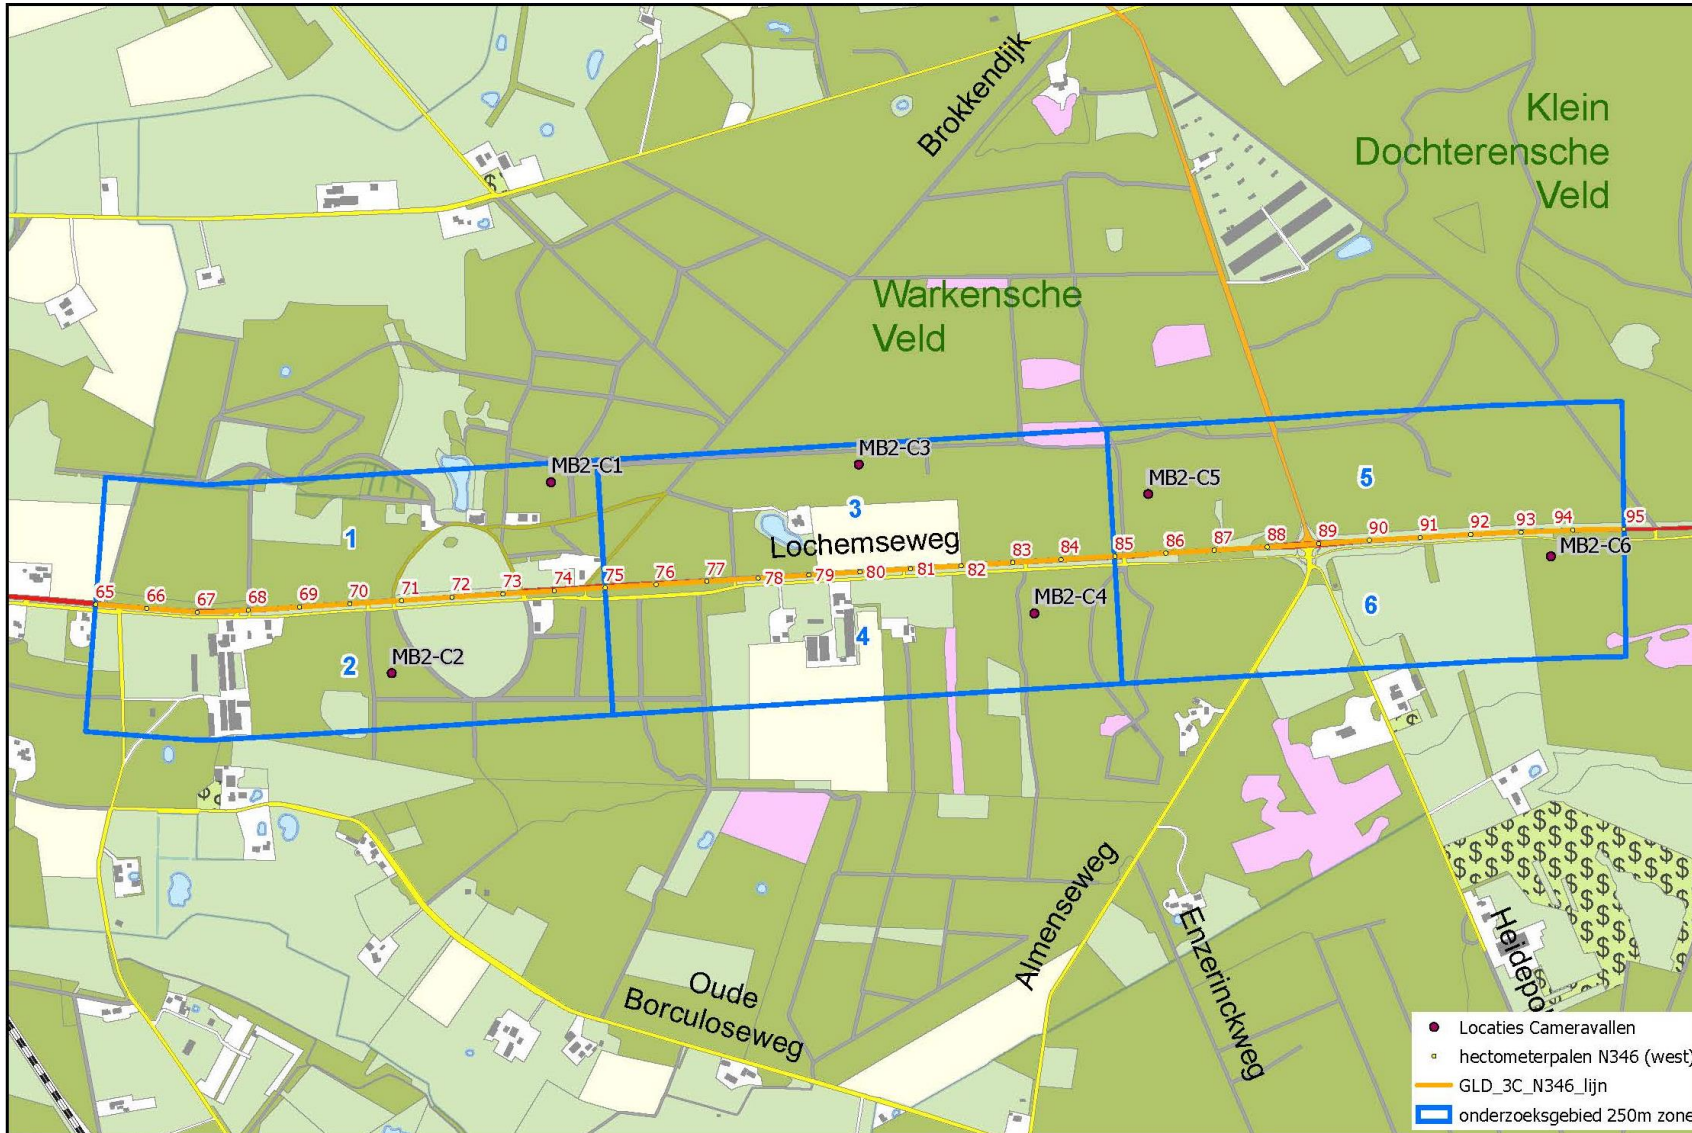 Brokkendijk
Klein
Dochterensche
Veld
Warkensche
Veld
MB2-C1
MB2-C3
MB2-C5
1
3
5
Lochemseweg
65
66
67
68
69
70
71
72
73
74
75
76
77
78
79
80
81
82
83
84
85
86
87
88
89
90
91
92
93
94
95
MB2-C6
MB2-C4
MB2-C2
2
4
6
Oude
Borculoseweg
Almenseweg
Enzerinckweg
Heidepo
Locaties Cameravallen
hectometerpalen N346 (west)
GLD_3C_N346_lijn
onderzoeksgebied 250m zone